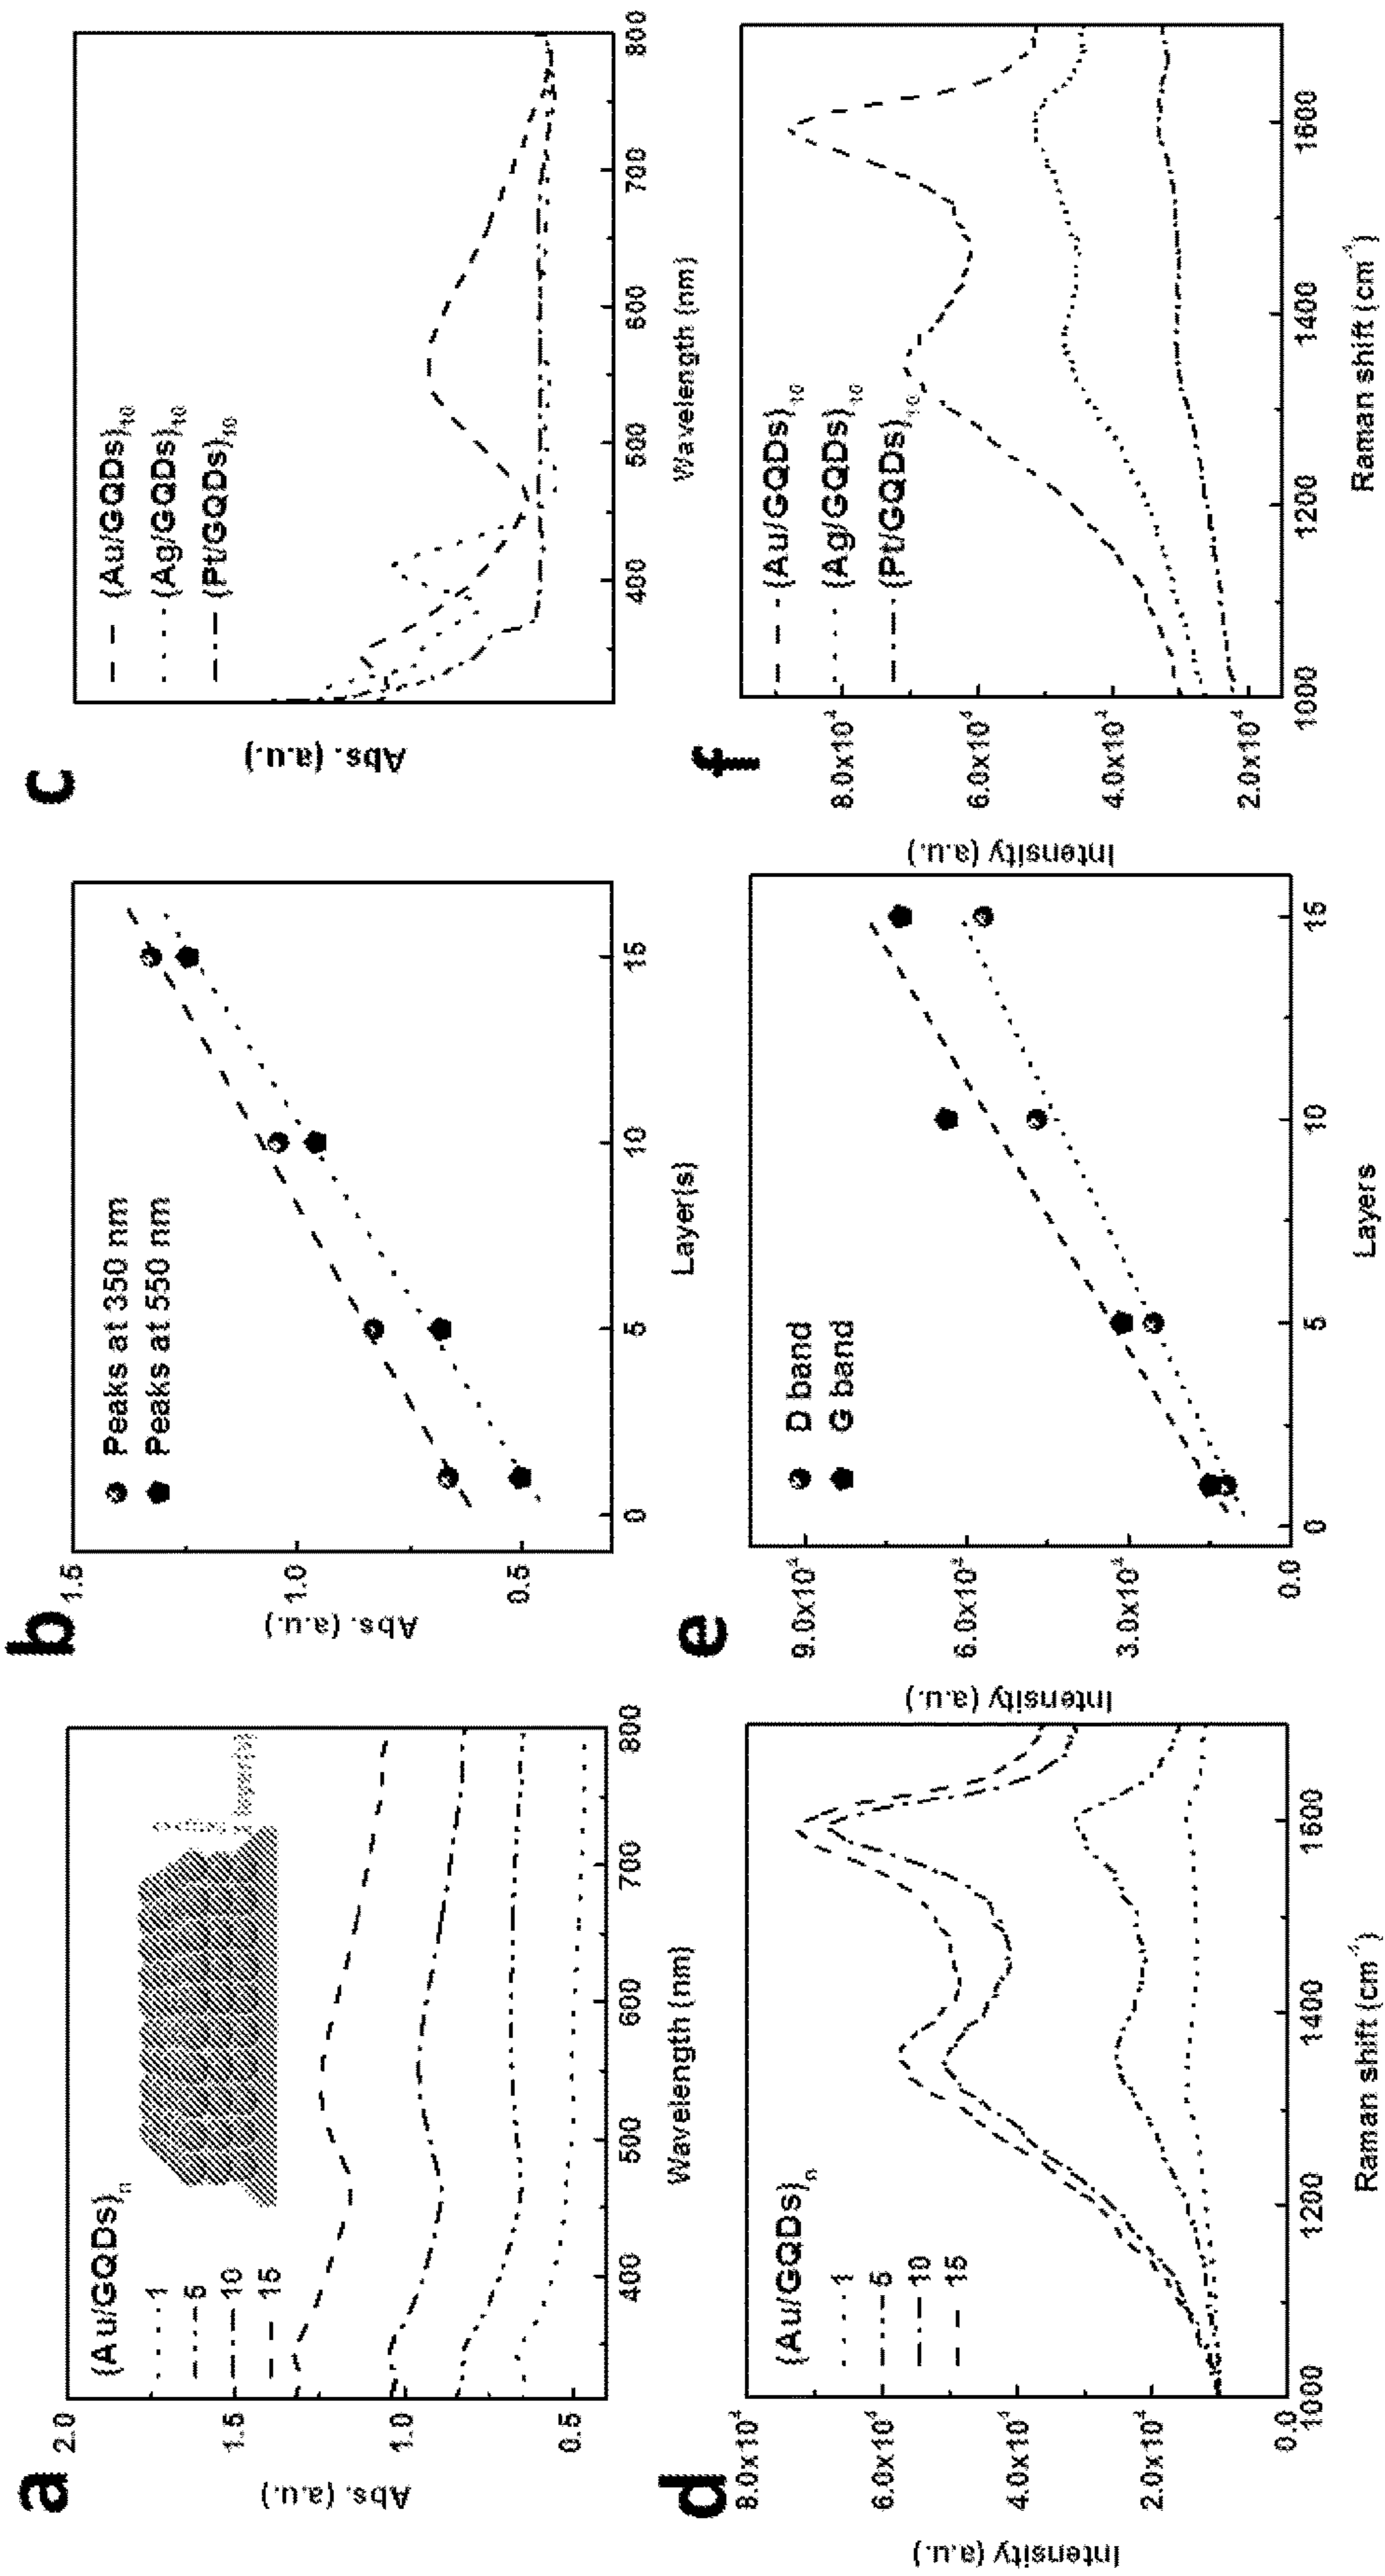 a
{Au/GQDs}n
1
5
10
15
2.0
1.5
1.0
0.5
Abs. (a.u.)
400
500
600
700
800
Wavelength (nm)
b
Peaks at 350 nm
Peaks at 550 nm
1.5
1.0
0.5
Abs. (a.u.)
0
5
10
15
Layer(s)
c
{Au/GQDs}10
{Ag/GQDs}10
{Pt/GQDs}10
Abs. (a.u.)
400
500
600
700
800
Wavelength (nm)
d
{Au/GQDs}n
1
5
10
15
8.0x10⁴
6.0x10⁴
4.0x10⁴
2.0x10⁴
0.0
Intensity (a.u.)
1000
1200
1400
1600
Raman shift (cm⁻¹)
e
D band
G band
9.0x10⁴
6.0x10⁴
3.0x10⁴
0.0
Intensity (a.u.)
0
5
10
15
Layers
f
{Au/GQDs}10
{Ag/GQDs}10
{Pt/GQDs}10
8.0x10⁴
6.0x10⁴
4.0x10⁴
2.0x10⁴
Intensity (a.u.)
1000
1200
1400
1600
Raman shift (cm⁻¹)